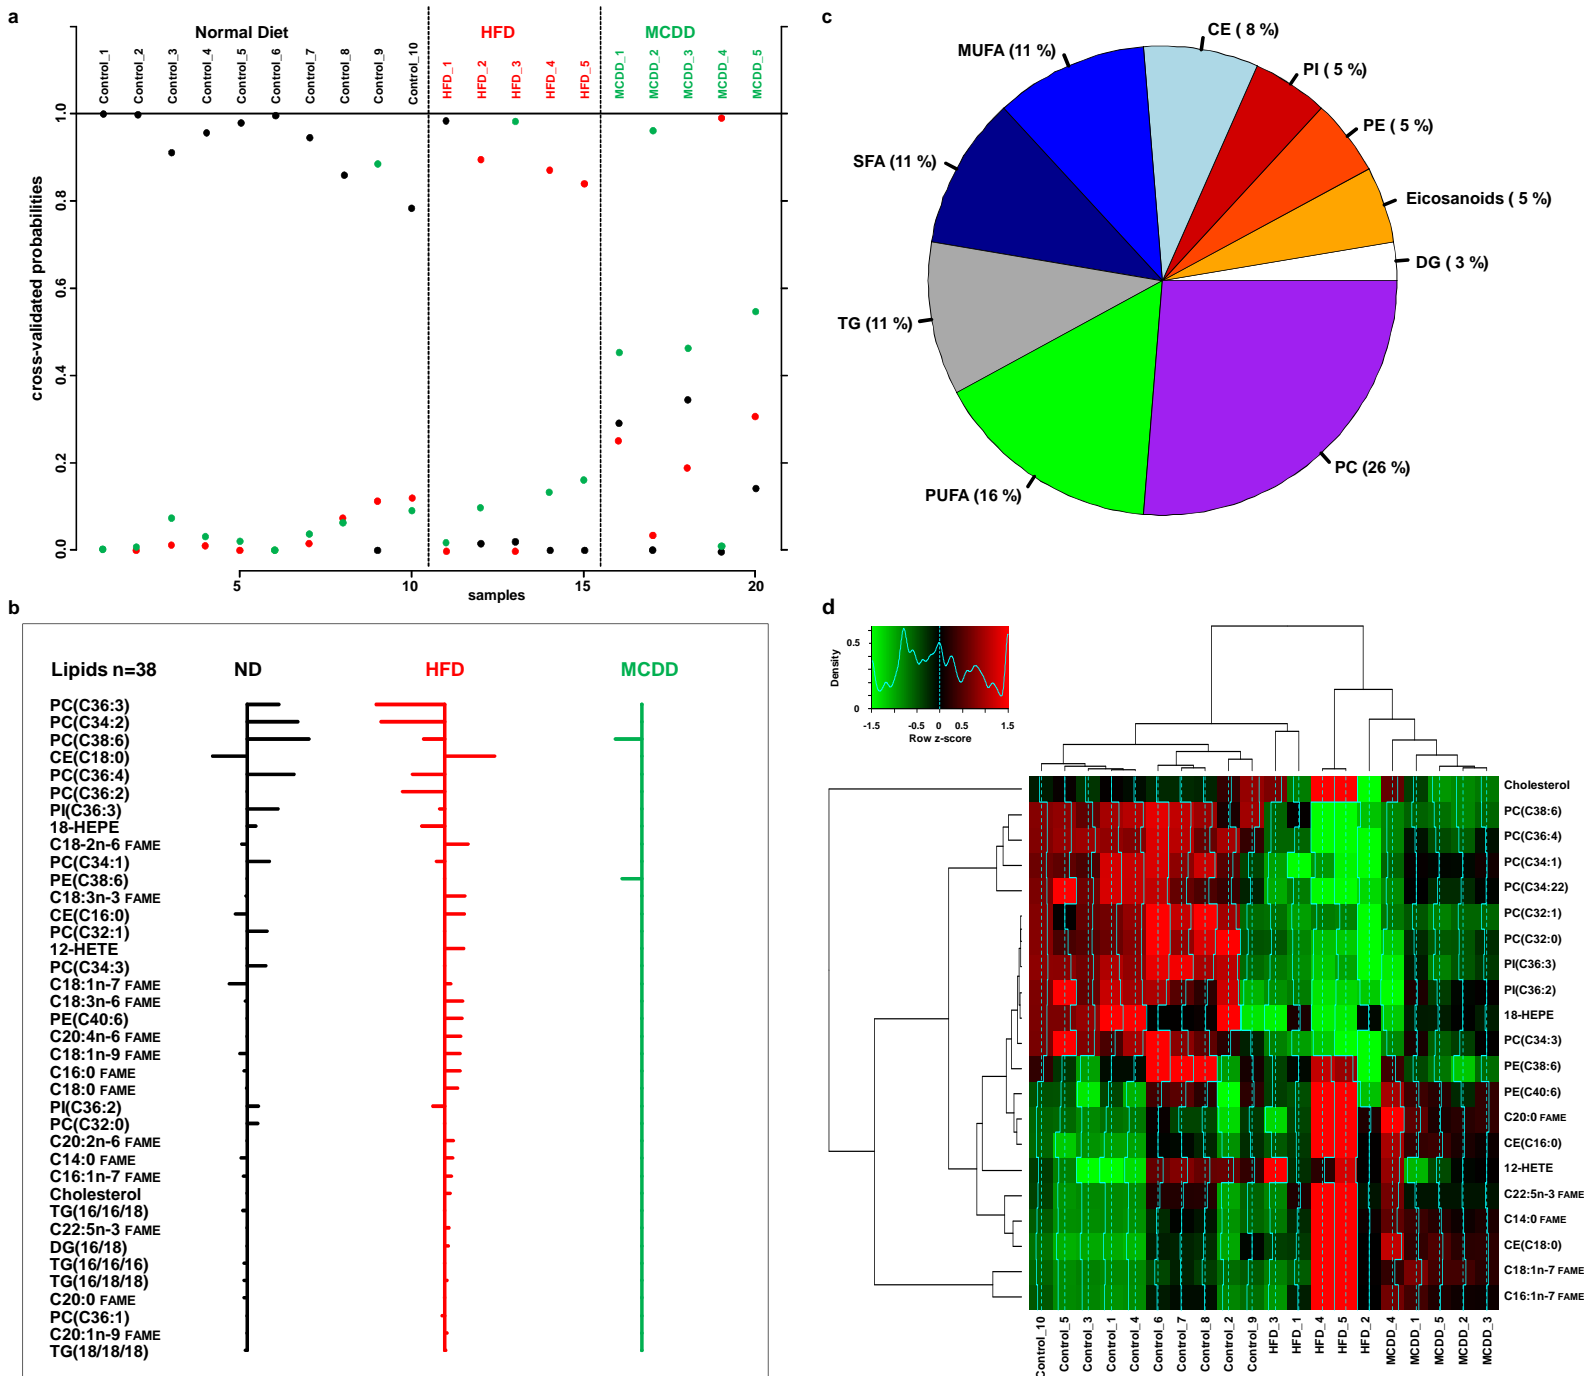 a
Normal Diet
HFD
MCDD
Control_1
Control_2
Control_3
Control_4
Control_5
Control_6
Control_7
Control_8
Control_9
Control_10
HFD_1
HFD_2
HFD_3
HFD_4
HFD_5
MCDD_1
MCDD_2
MCDD_3
MCDD_4
MCDD_5
cross-validated probabilities
1.0
0.8
0.6
0.4
0.2
0.0
5
10
15
20
samples
b
Lipids n=38
ND
HFD
MCDD
PC(C36:3)
PC(C34:2)
PC(C38:6)
CE(C18:0)
PC(C36:4)
PC(C36:2)
PI(C36:3)
18-HEPE
C18-2n-6 FAME
PC(C34:1)
PE(C38:6)
C18:3n-3 FAME
CE(C16:0)
PC(C32:1)
12-HETE
PC(C34:3)
C18:1n-7 FAME
C18:3n-6 FAME
PE(C40:6)
C20:4n-6 FAME
C18:1n-9 FAME
C16:0 FAME
C18:0 FAME
PI(C36:2)
PC(C32:0)
C20:2n-6 FAME
C14:0 FAME
C16:1n-7 FAME
Cholesterol
TG(16/16/18)
C22:5n-3 FAME
DG(16/18)
TG(16/16/16)
TG(16/18/18)
C20:0 FAME
PC(C36:1)
C20:1n-9 FAME
TG(18/18/18)
c
CE ( 8 %)
MUFA (11 %)
PI ( 5 %)
PE ( 5 %)
SFA (11 %)
Eicosanoids ( 5 %)
DG ( 3 %)
TG (11 %)
PC (26 %)
PUFA (16 %)
d
Density
0.5
0
-1.5
-0.5
0
0.5
1.5
Row z-score
Cholesterol
PC(C38:6)
PC(C36:4)
PC(C34:1)
PC(C34:22)
PC(C32:1)
PC(C32:0)
PI(C36:3)
PI(C36:2)
18-HEPE
PC(C34:3)
PE(C38:6)
PE(C40:6)
C20:0 FAME
CE(C16:0)
12-HETE
C22:5n-3 FAME
C14:0 FAME
CE(C18:0)
C18:1n-7 FAME
C16:1n-7 FAME
Control_10
Control_5
Control_3
Control_1
Control_4
Control_6
Control_7
Control_8
Control_2
Control_9
HFD_3
HFD_1
HFD_4
HFD_5
HFD_2
MCDD_4
MCDD_1
MCDD_5
MCDD_2
MCDD_3